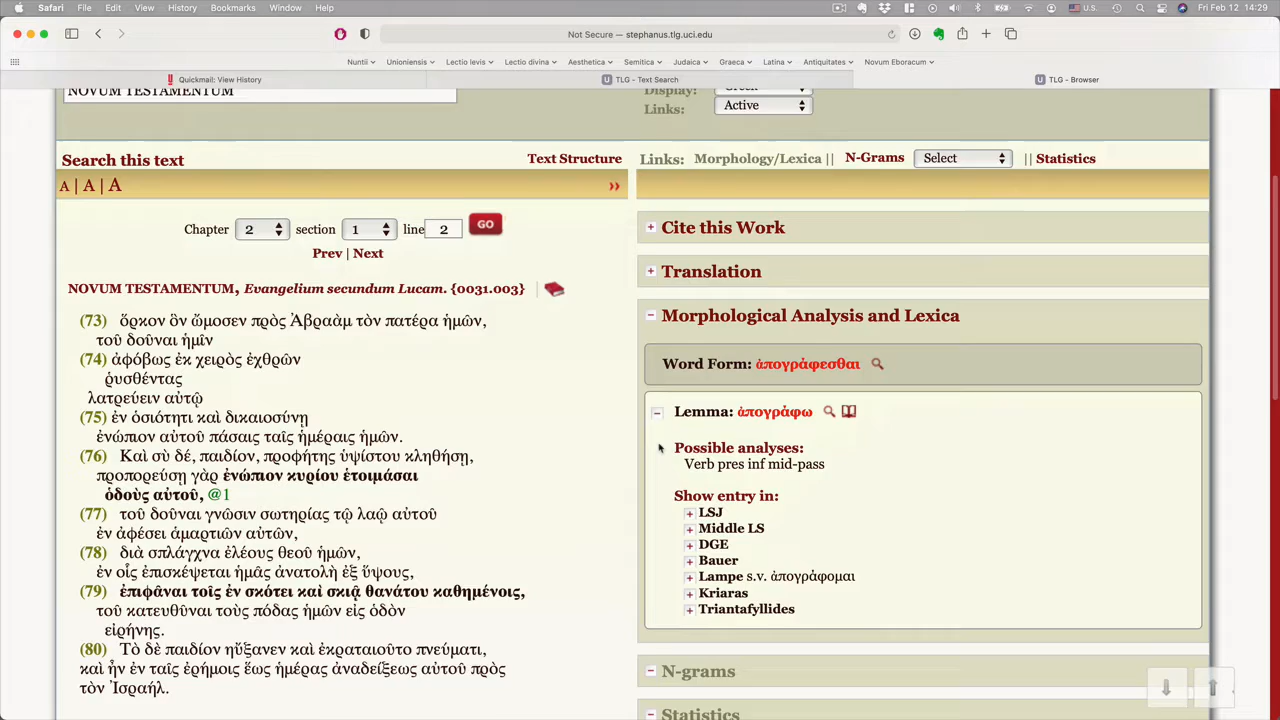 Safari File Edit View History Bookmarks Window Help U.S. Fri Feb 12 14:29
Not Secure — stephanus.tlg.uci.edu
Nuntii Unioniensis Lectio levis Lectio divina Aesthetica Semitica Judaica Graeca Latina Antiquitates Novum Eboracum
Quickmail: View History TLG - Text Search TLG - Browser
NOVUM TESTAMENTUM
Display: Greek
Links: Active
Search this text Text Structure
A | A | A ››
Chapter 2 section 1 line 2 GO
Prev | Next
NOVUM TESTAMENTUM, Evangelium secundum Lucam. {0031.003}
(73) ὅρκον ὃν ὤμοσεν πρὸς Ἀβραὰμ τὸν πατέρα ἡμῶν,
τοῦ δοῦναι ἡμῖν
(74) ἀφόβως ἐκ χειρὸς ἐχθρῶν
ῥυσθέντας
λατρεύειν αὐτῷ
(75) ἐν ὁσιότητι καὶ δικαιοσύνῃ
ἐνώπιον αὐτοῦ πάσαις ταῖς ἡμέραις ἡμῶν.
(76) Καὶ σὺ δέ, παιδίον, προφήτης ὑψίστου κληθήσῃ,
προπορεύσῃ γὰρ ἐνώπιον κυρίου ἑτοιμάσαι
ὁδοὺς αὐτοῦ, @1
(77) τοῦ δοῦναι γνῶσιν σωτηρίας τῷ λαῷ αὐτοῦ
ἐν ἀφέσει ἁμαρτιῶν αὐτῶν,
(78) διὰ σπλάγχνα ἐλέους θεοῦ ἡμῶν,
ἐν οἷς ἐπισκέψεται ἡμᾶς ἀνατολὴ ἐξ ὕψους,
(79) ἐπιφᾶναι τοῖς ἐν σκότει καὶ σκιᾷ θανάτου καθημένοις,
τοῦ κατευθῦναι τοὺς πόδας ἡμῶν εἰς ὁδὸν
εἰρήνης.
(80) Τὸ δὲ παιδίον ηὔξανεν καὶ ἐκραταιοῦτο πνεύματι,
καὶ ἦν ἐν ταῖς ἐρήμοις ἕως ἡμέρας ἀναδείξεως αὐτοῦ πρὸς
τὸν Ἰσραήλ.
Links: Morphology/Lexica || N-Grams Select || Statistics
Cite this Work
Translation
Morphological Analysis and Lexica
Word Form: ἀπογράφεσθαι
Lemma: ἀπογράφω
Possible analyses:
Verb pres inf mid-pass
Show entry in:
LSJ
Middle LS
DGE
Bauer
Lampe s.v. ἀπογράφομαι
Kriaras
Triantafyllides
N-grams
Statistics